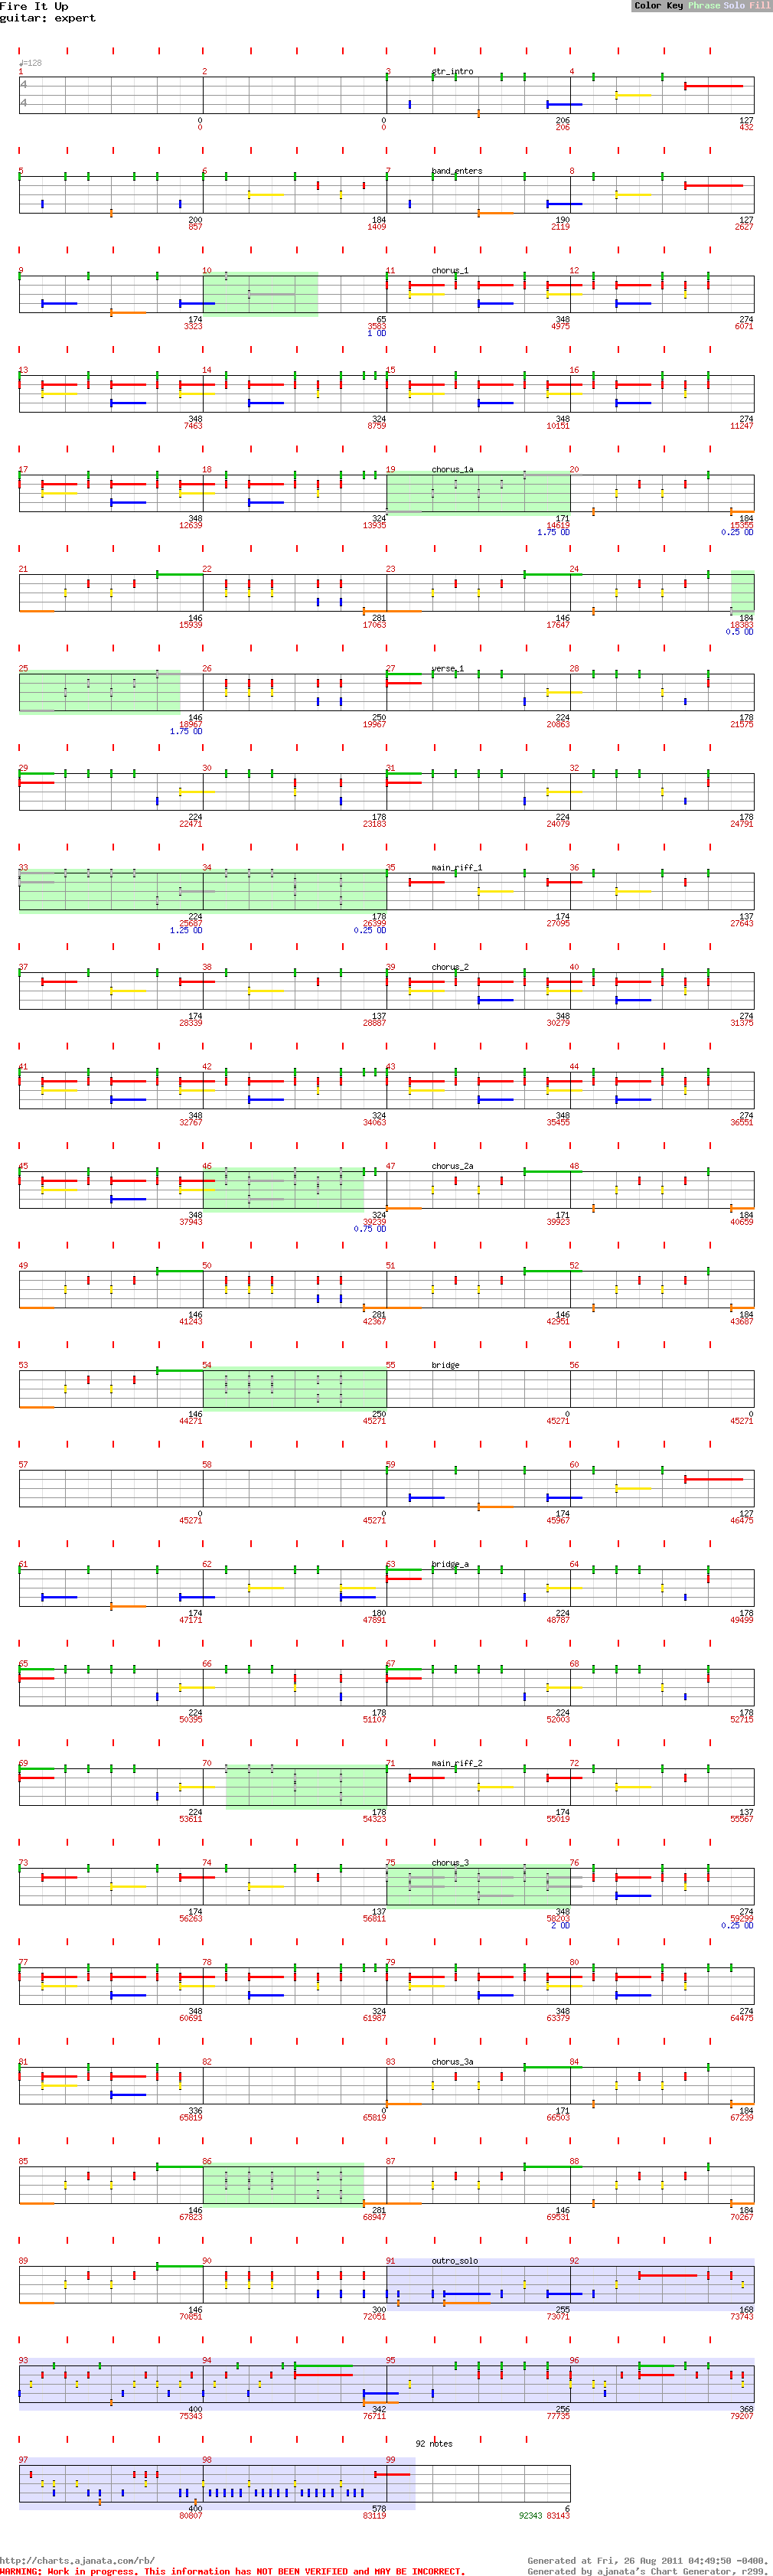 Fire It Up
Color Key Phrase Solo Fill
guitar: expert
♩=128
1 2 3 gtr_intro 4
4
4
0 0 206 127
0 0 206 432
5 6 7 band_enters 8
200 184 190 127
857 1409 2119 2627
9 10 11 chorus_1 12
174 65 348 274
3323 3583 4975 6071
1 OD
13 14 15 16
348 324 348 274
7463 8759 10151 11247
17 18 19 chorus_1a 20
348 324 171 184
12639 13935 14619 15355
1.75 OD 0.25 OD
21 22 23 24
146 281 146 184
15939 17063 17647 18383
0.5 OD
25 26 27 verse_1 28
146 250 224 178
18967 19967 20863 21575
1.75 OD
29 30 31 32
224 178 224 178
22471 23183 24079 24791
33 34 35 main_riff_1 36
224 178 174 137
25687 26399 27095 27643
1.25 OD 0.25 OD
37 38 39 chorus_2 40
174 137 348 274
28339 28887 30279 31375
41 42 43 44
348 324 348 274
32767 34063 35455 36551
45 46 47 chorus_2a 48
348 324 171 184
37943 39239 39923 40659
0.75 OD
49 50 51 52
146 281 146 184
41243 42367 42951 43687
53 54 55 bridge 56
146 250 0 0
44271 45271 45271 45271
57 58 59 60
0 0 174 127
45271 45271 45967 46475
61 62 63 bridge_a 64
174 180 224 178
47171 47891 48787 49499
65 66 67 68
224 178 224 178
50395 51107 52003 52715
69 70 71 main_riff_2 72
224 178 174 137
53611 54323 55019 55567
73 74 75 chorus_3 76
174 137 348 274
56263 56811 58203 59299
2 OD 0.25 OD
77 78 79 80
348 324 348 274
60691 61987 63379 64475
81 82 83 chorus_3a 84
336 0 171 184
65819 65819 66503 67239
85 86 87 88
146 281 146 184
67823 68947 69531 70267
89 90 91 outro_solo 92
146 300 255 168
70851 72051 73071 73743
93 94 95 96
400 342 256 368
75343 76711 77735 79207
92 notes
97 98 99
400 578 6
80807 83119 92343 83143
http://charts.ajanata.com/rb/
Generated at Fri, 26 Aug 2011 04:49:50 -0400.
WARNING: Work in progress. This information has NOT BEEN VERIFIED and MAY BE INCORRECT.
Generated by ajanata's Chart Generator, r299.